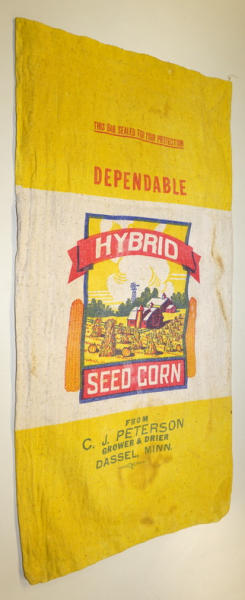 THIS BAG SEALED FOR YOUR PROTECTION
DEPENDABLE
HYBRID
SEED CORN
FROM
C. J. PETERSON
GROWER & DRIER
DASSEL, MINN.